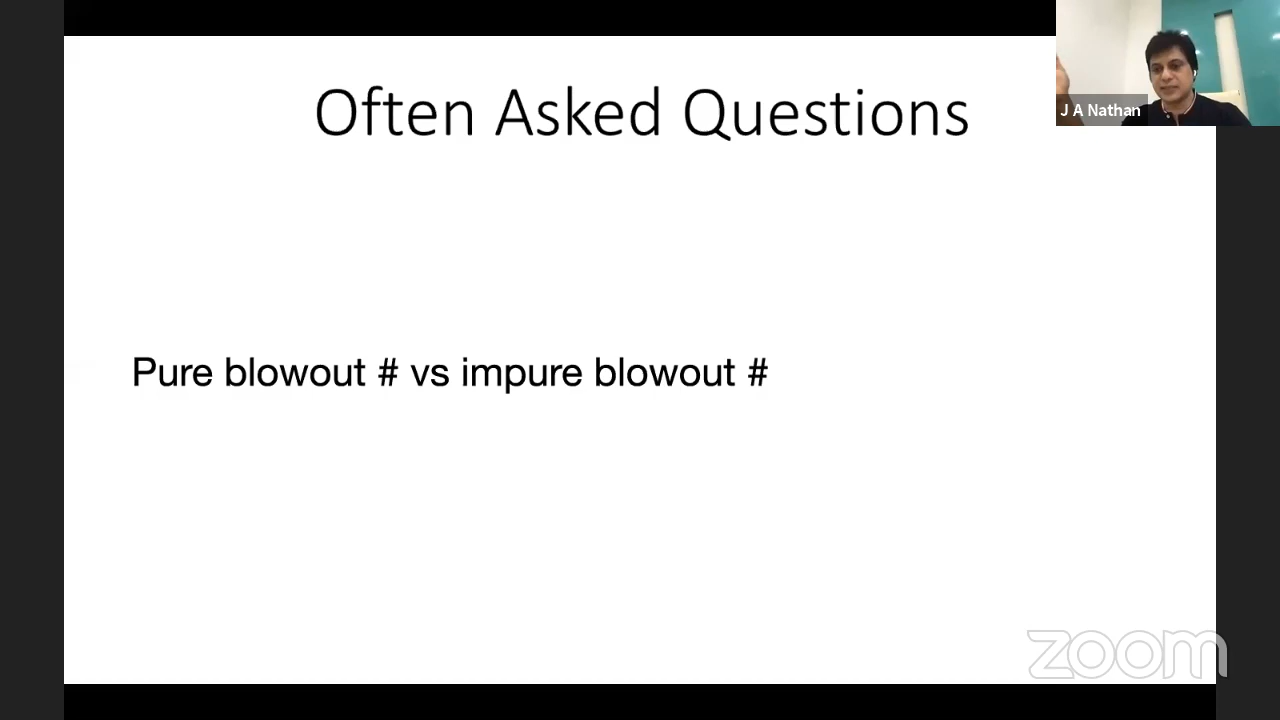 Often Asked Questions
J A Nathan
Pure blowout # vs impure blowout #
zoom